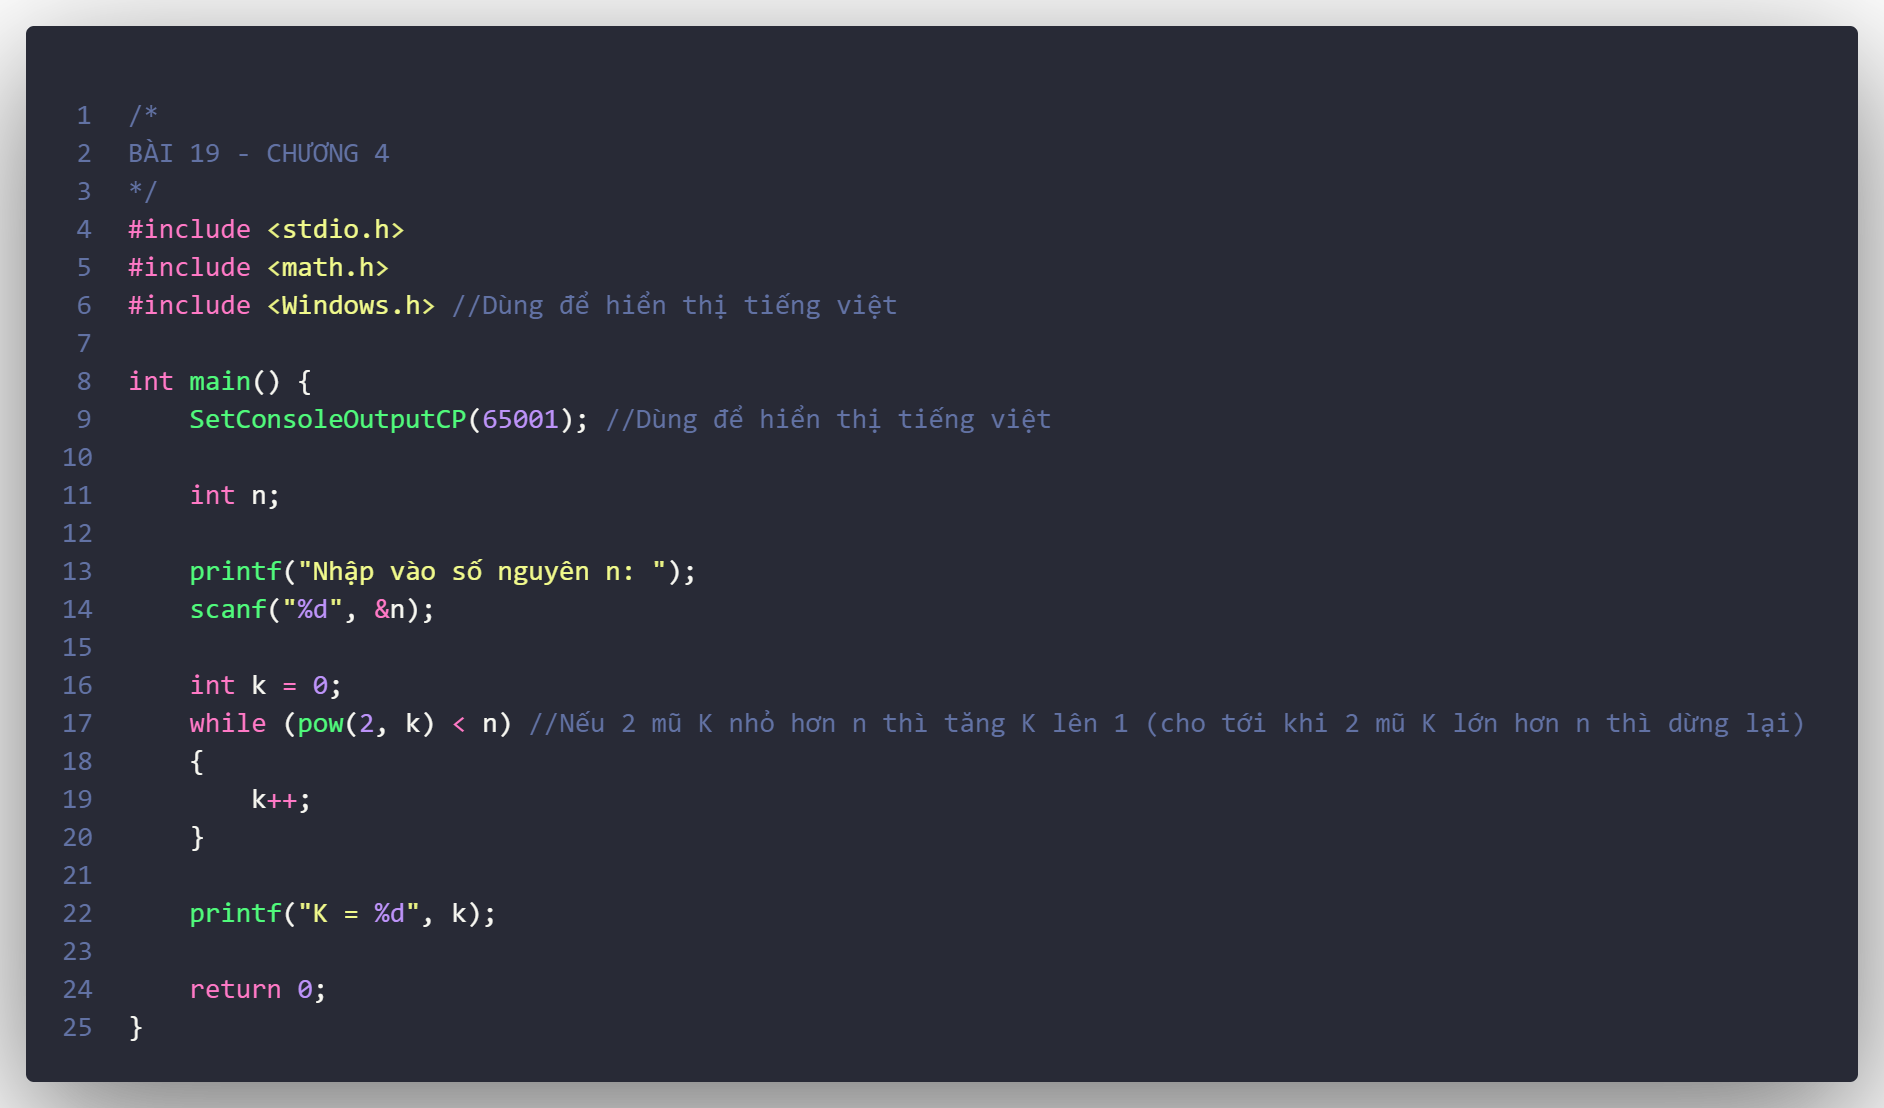 1 /*
2 BÀI 19 - CHƯƠNG 4
3 */
4 #include <stdio.h>
5 #include <math.h>
6 #include <Windows.h> //Dùng để hiển thị tiếng việt
7
8 int main() {
9     SetConsoleOutputCP(65001); //Dùng để hiển thị tiếng việt
10
11     int n;
12
13     printf("Nhập vào số nguyên n: ");
14     scanf("%d", &n);
15
16     int k = 0;
17     while (pow(2, k) < n) //Nếu 2 mũ K nhỏ hơn n thì tăng K lên 1 (cho tới khi 2 mũ K lớn hơn n thì dừng lại)
18     {
19         k++;
20     }
21
22     printf("K = %d", k);
23
24     return 0;
25 }